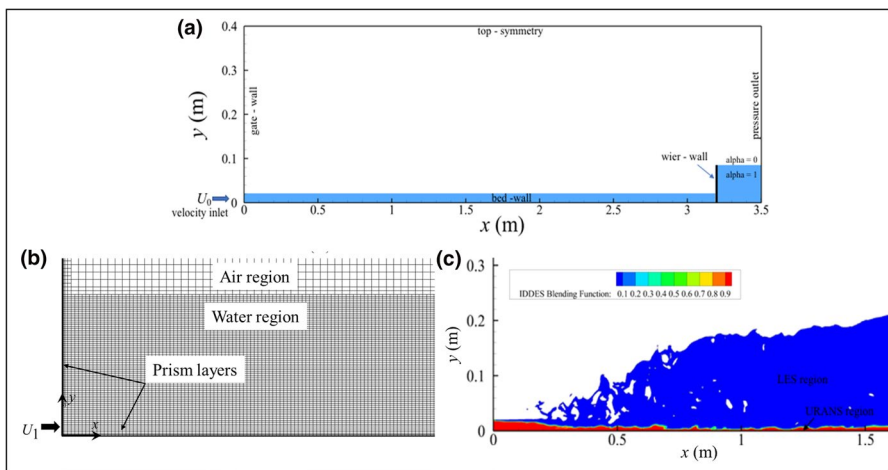 (a)
top - symmetry
0.4
0.3
0.2
0.1
0
y (m)
gate - wall
pressure outlet
wier - wall
alpha = 0
alpha = 1
U0
velocity inlet
bed -wall
0
0.5
1
1.5
2
2.5
3
3.5
x (m)
(b)
Air region
Water region
Prism layers
y
U1
x
(c)
IDDES Blending Function: 0.1 0.2 0.3 0.4 0.5 0.6 0.7 0.8 0.9
0.3
0.2
0.1
0
y (m)
LES region
URANS region
0.5
1
1.5
x (m)